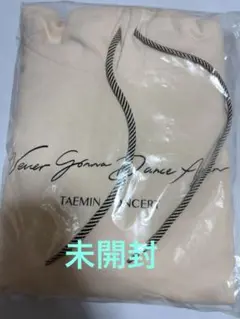 Never Gonna Dance Again
TAEMIN CONCERT
未開封